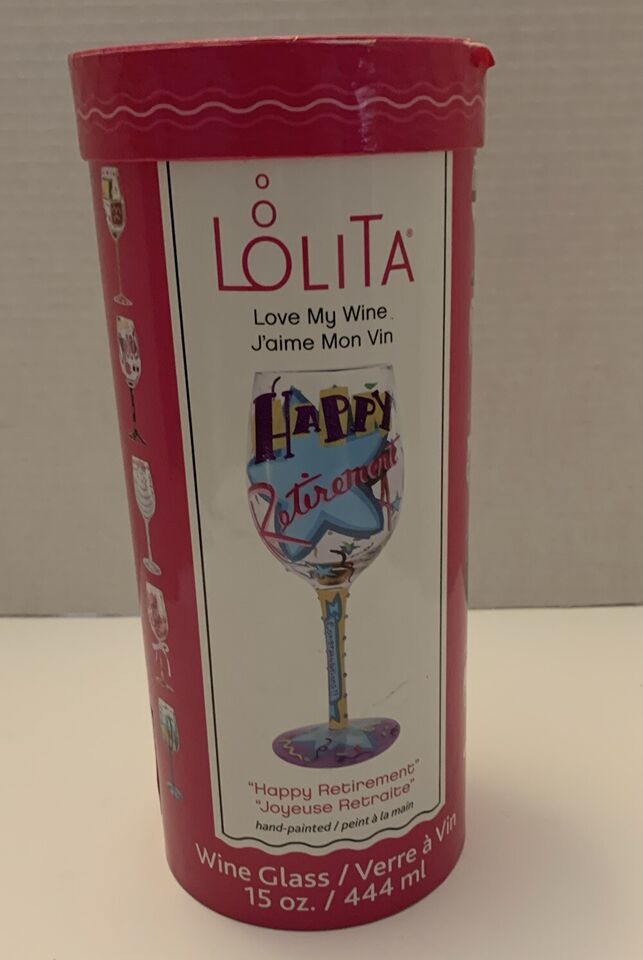 LOLITA®
Love My Wine.
J'aime Mon Vin
HAPPY
Retirement
"Happy Retirement"
"Joyeuse Retraite"
hand-painted / peint à la main
Wine Glass / Verre à Vin
15 oz. / 444 ml